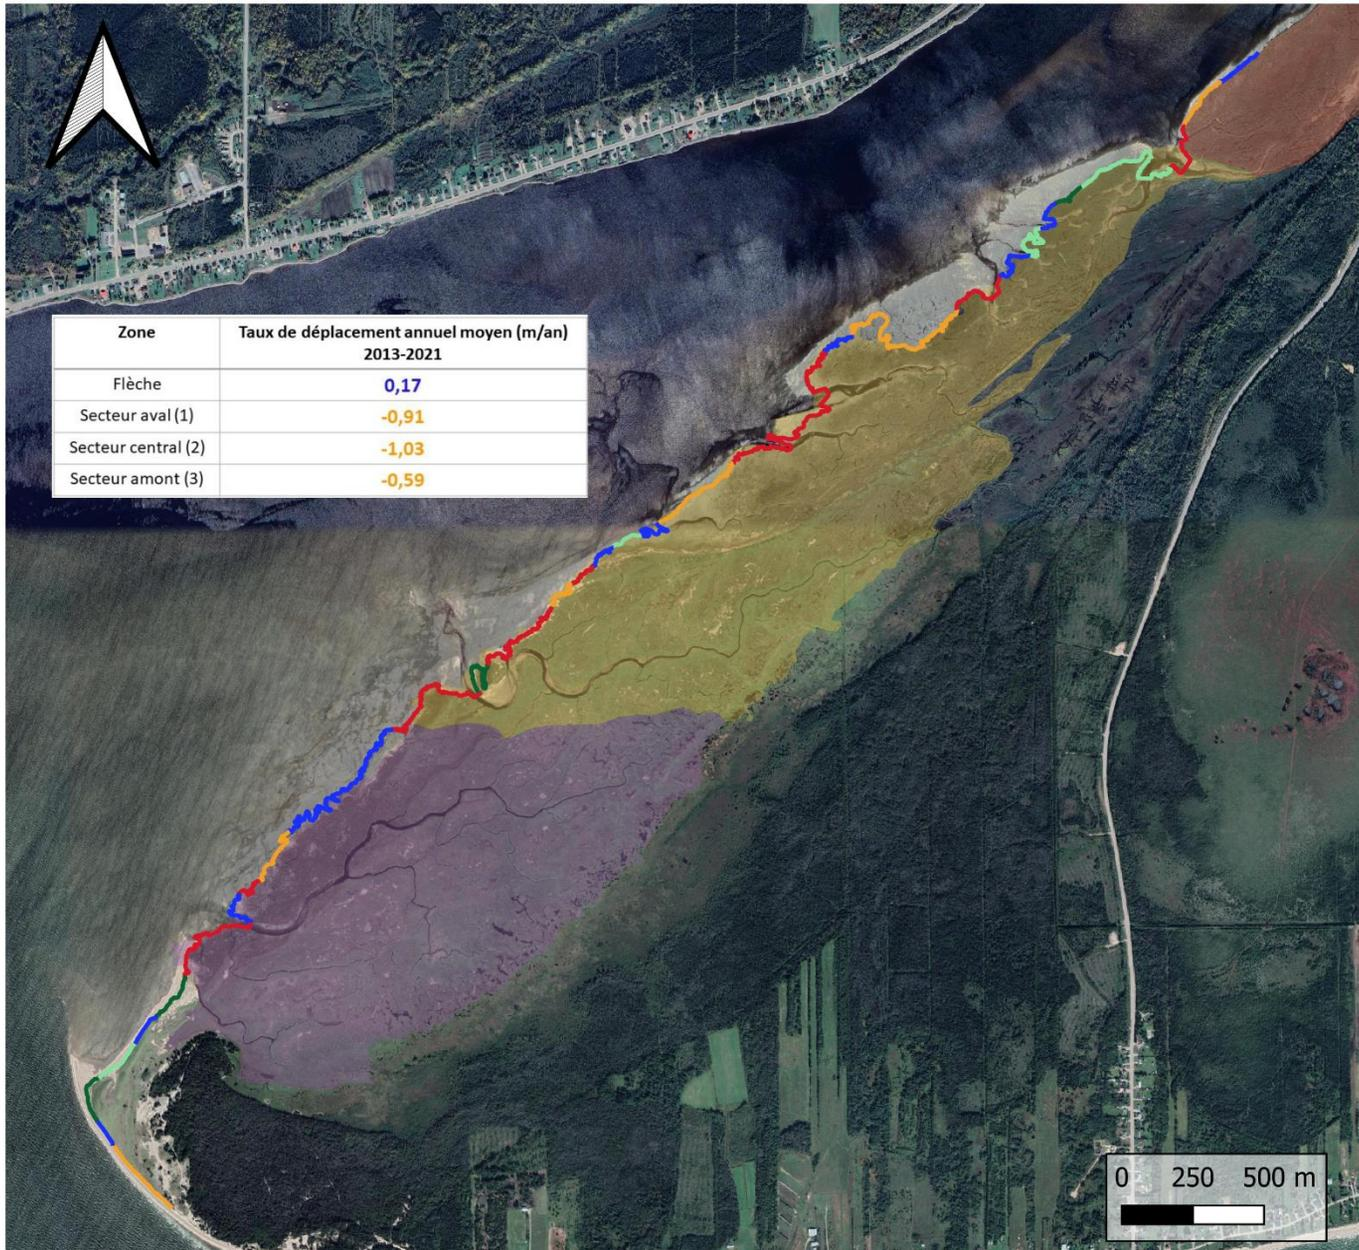 Zone Taux de déplacement annuel moyen (m/an)
2013-2021
Flèche 0,17
Secteur aval (1) -0,91
Secteur central (2) -1,03
Secteur amont (3) -0,59
0 250 500 m